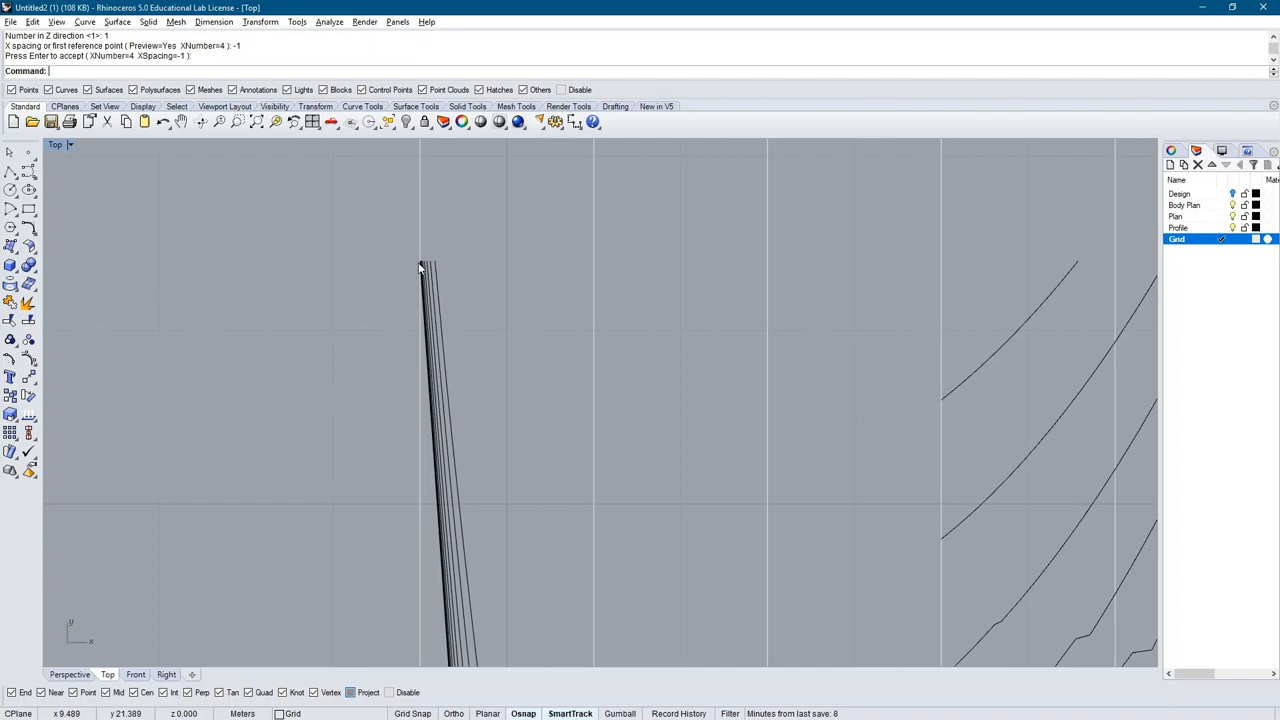 Untitled2 (1) (108 KB) - Rhinoceros 5.0 Educational Lab License - [Top]
File Edit View Curve Surface Solid Mesh Dimension Transform Tools Analyze Render Panels Help
Number in Z direction <1>: 1
X spacing or first reference point ( Preview=Yes XNumber=4 ): -1
Press Enter to accept ( XNumber=4 XSpacing=-1 ):
Command:
Points Curves Surfaces Polysurfaces Meshes Annotations Lights Blocks Control Points Point Clouds Hatches Others Disable
Standard CPlanes Set View Display Select Viewport Layout Visibility Transform Curve Tools Surface Tools Solid Tools Mesh Tools Render Tools Drafting New in V5
Top
Name Mate
Design
Body Plan
Plan
Profile
Grid
y
x
Perspective Top Front Right
End Near Point Mid Cen Int Perp Tan Quad Knot Vertex Project Disable
CPlane x 9.489 y 21.389 z 0.000 Meters Grid Grid Snap Ortho Planar Osnap SmartTrack Gumball Record History Filter Minutes from last save: 8